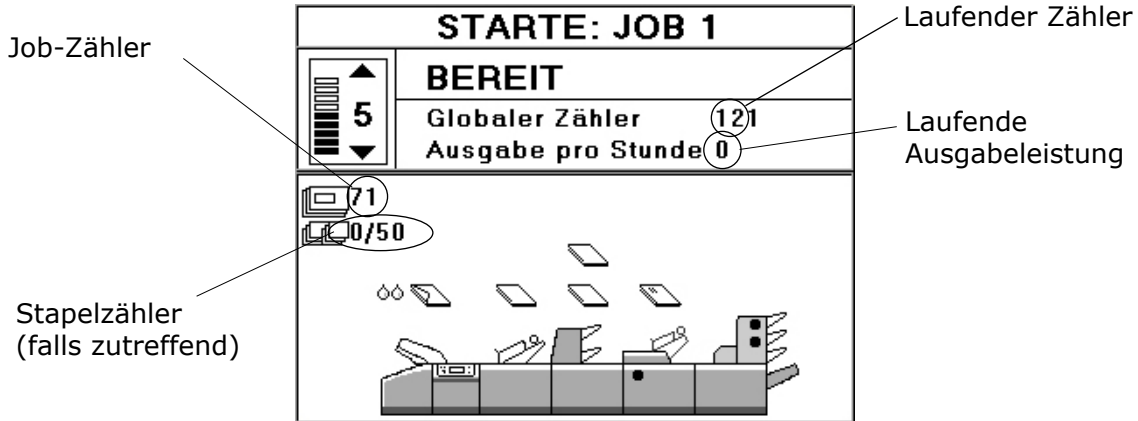 STARTE: JOB 1
Laufender Zähler
Job-Zähler
BEREIT
5
Globaler Zähler 121
Laufende
Ausgabeleistung
Ausgabe pro Stunde 0
71
0/50
Stapelzähler
(falls zutreffend)